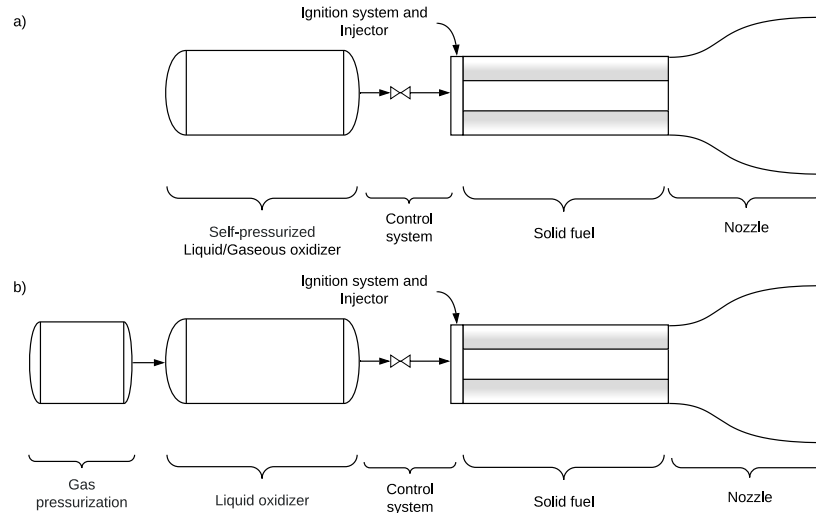 a)
Ignition system and
Injector
Self-pressurized
Liquid/Gaseous oxidizer
Control
system
Solid fuel
Nozzle
b)
Ignition system and
Injector
Gas
pressurization
Liquid oxidizer
Control
system
Solid fuel
Nozzle